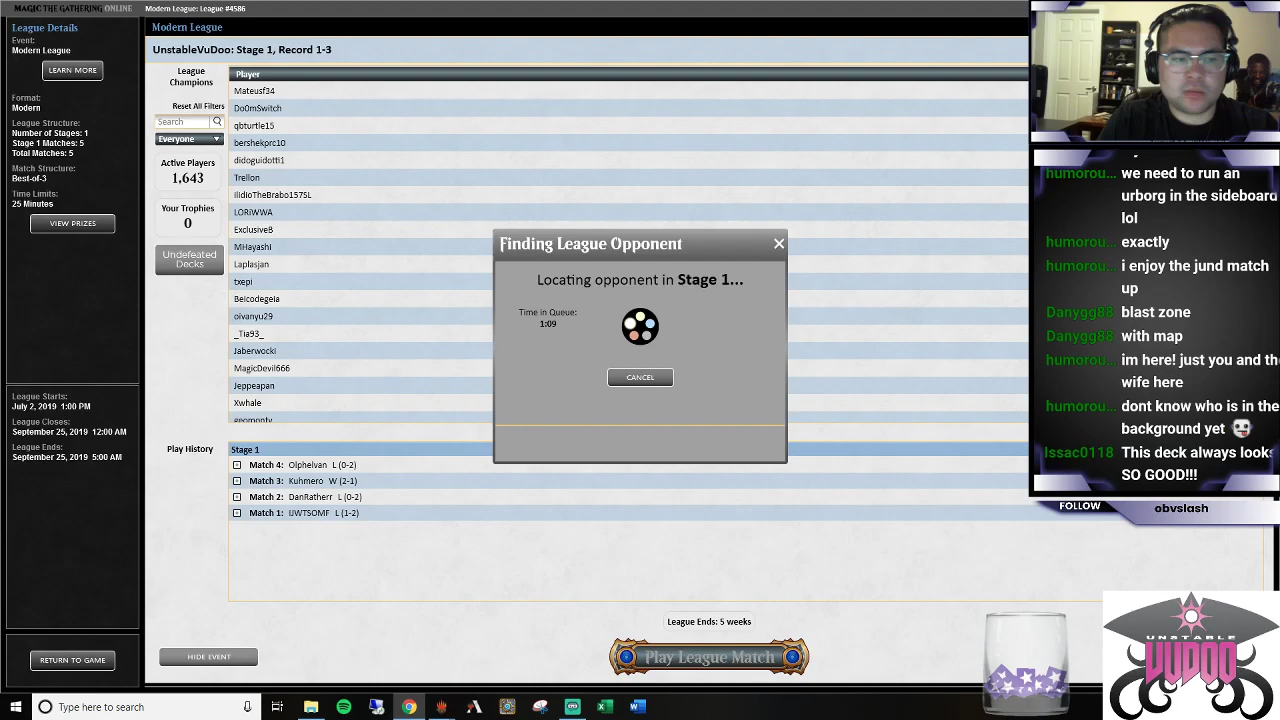 MAGIC THE GATHERING ONLINE
Modern League: League #4586
League Details
Event:
Modern League
LEARN MORE
Format:
Modern
League Structure:
Number of Stages: 1
Stage 1 Matches: 5
Total Matches: 5
Match Structure:
Best-of-3
Time Limits:
25 Minutes
VIEW PRIZES
League Starts:
July 2, 2019 1:00 PM
League Closes:
September 25, 2019 12:00 AM
League Ends:
September 25, 2019 5:00 AM
RETURN TO GAME
Modern League
UnstableVuDoo: Stage 1, Record 1-3
League
Champions
Reset All Filters
Search
Everyone
Active Players
1,643
Your Trophies
0
Undefeated
Decks
Player
Mateusf34
Do0mSwitch
qbturtle15
bershekprc10
didoguidotti1
Trellon
IlidioTheBrabo157SL
LORiWWA
ExclusiveB
MHayashi
Laplasjan
txepi
Belcodegeia
oivanyu29
_Tia93_
Jaberwocki
MagicDevil666
Jeppeapan
Xwhale
geomonty
Finding League Opponent
Locating opponent in Stage 1...
Time in Queue:
1:09
CANCEL
Play History
Stage 1
Match 4: Olphelvan L (0-2)
Match 3: Kuhmero W (2-1)
Match 2: DanRatherr L (0-2)
Match 1: IJWTSOMF L (1-2)
League Ends: 5 weeks
HIDE EVENT
Play League Match
humorou... we need to run an
urborg in the sideboard
lol
humorou... exactly
humorou... i enjoy the jund match
up
Danygg88 blast zone
Danygg88 with map
humorou... im here! just you and the
wife here
humorou... dont know who is in the
background yet
Issac0118 This deck always looks
SO GOOD!!!
FOLLOW
obvslash
UNSTABLE
VUDOO
Type here to search